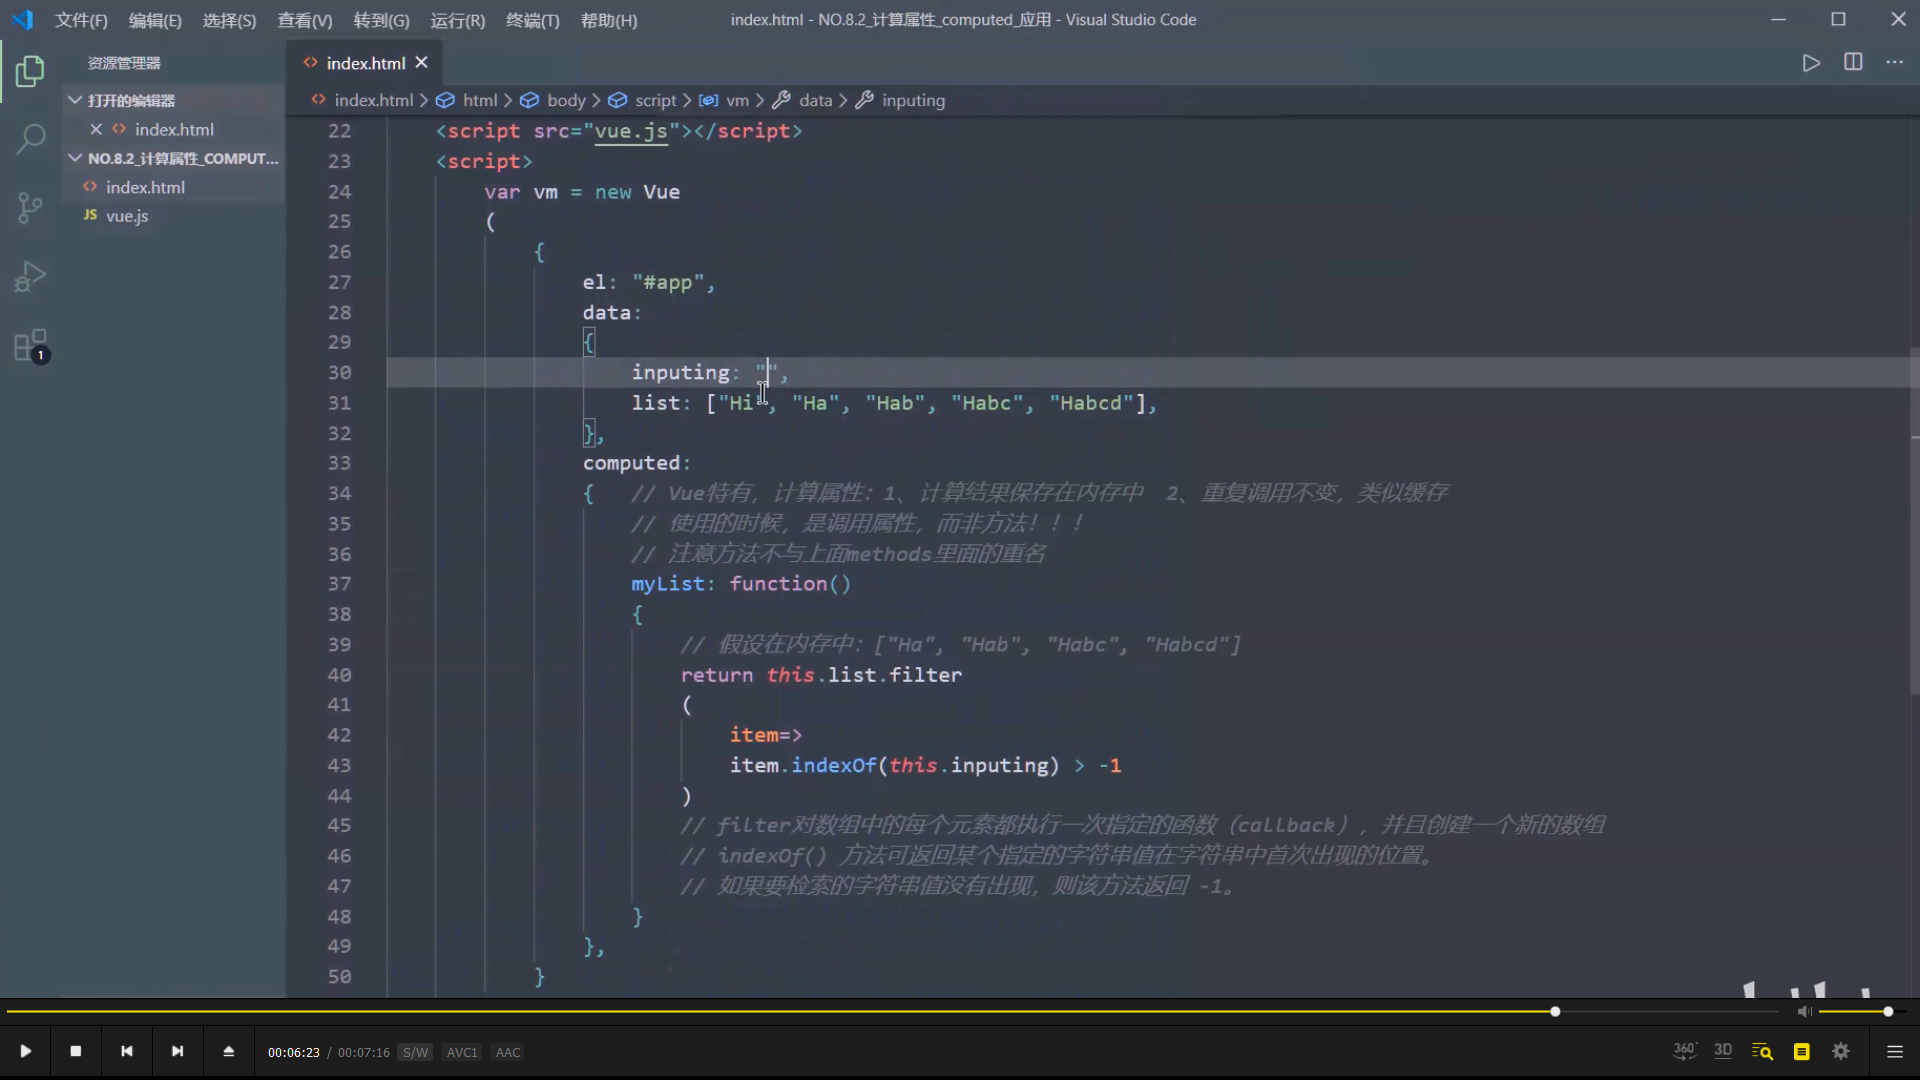 文件(F) 编辑(E) 选择(S) 查看(V) 转到(G) 运行(R) 终端(T) 帮助(H) index.html - NO.8.2_计算属性_computed_应用 - Visual Studio Code
资源管理器
打开的编辑器
index.html
NO.8.2_计算属性_COMPUT...
index.html
JS vue.js
1
index.html
index.html html body script vm data inputing
22 <script src="vue.js"></script>
23 <script>
24 var vm = new Vue
25 (
26 {
27 el: "#app",
28 data:
29 {
30 inputing: "",
31 list: ["Hi", "Ha", "Hab", "Habc", "Habcd"],
32 },
33 computed:
34 { // Vue特有，计算属性：1、计算结果保存在内存中 2、重复调用不变，类似缓存
35 // 使用的时候，是调用属性，而非方法！！！
36 // 注意方法不与上面methods里面的重名
37 myList: function()
38 {
39 // 假设在内存中：["Ha", "Hab", "Habc", "Habcd"]
40 return this.list.filter
41 (
42 item=>
43 item.indexOf(this.inputing) > -1
44 )
45 // filter对数组中的每个元素都执行一次指定的函数（callback），并且创建一个新的数组
46 // indexOf() 方法可返回某个指定的字符串值在字符串中首次出现的位置。
47 // 如果要检索的字符串值没有出现，则该方法返回 -1。
48 }
49 },
50 }
00:06:23 / 00:07:16 S/W AVC1 AAC
360° 3D